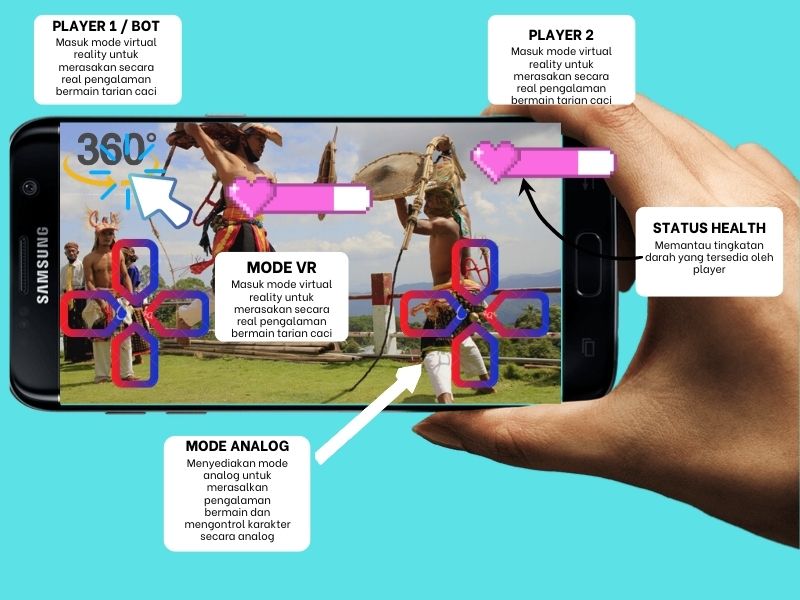 PLAYER 1 / BOT
Masuk mode virtual
reality untuk
merasakan secara
real pengalaman
bermain tarian caci
PLAYER 2
Masuk mode virtual
reality untuk
merasakan secara
real pengalaman
bermain tarian caci
360°
SAMSUNG
STATUS HEALTH
Memantau tingkatan
darah yang tersedia oleh
player
MODE VR
Masuk mode virtual
reality untuk
merasakan secara
real pengalaman
bermain tarian caci
MODE ANALOG
Menyediakan mode
analog untuk
merasalkan
pengalaman
bermain dan
mengontrol karakter
secara analog